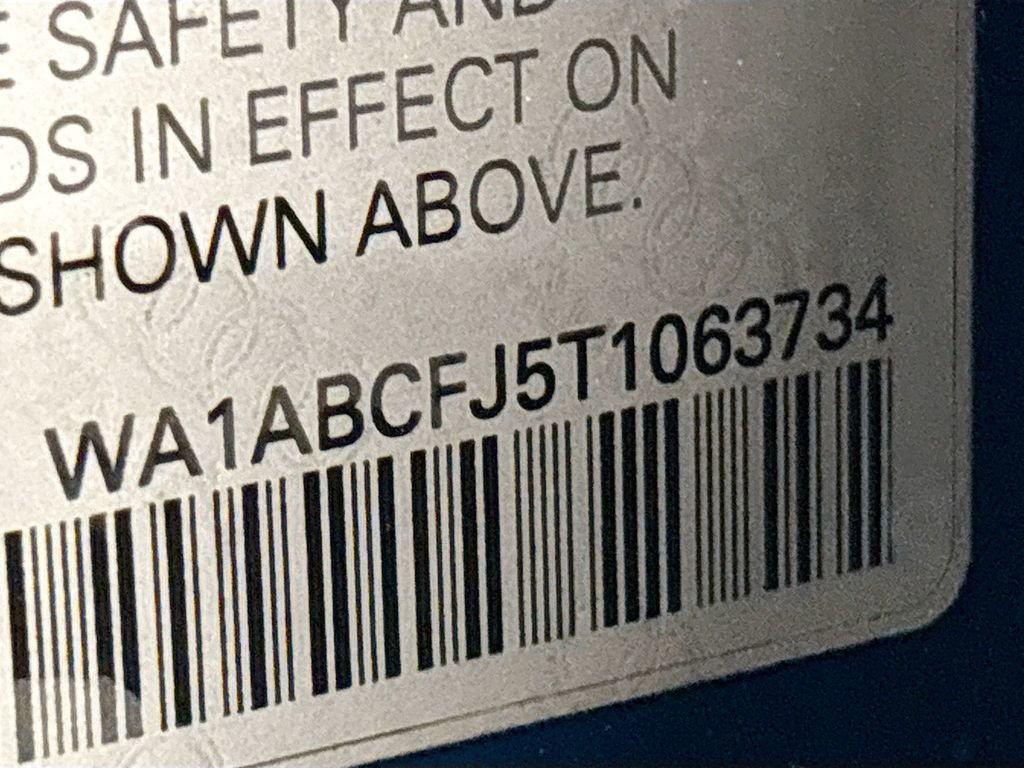 E SAFETY AND
DS IN EFFECT ON
SHOWN ABOVE.
WA1ABCFJ5T1063734